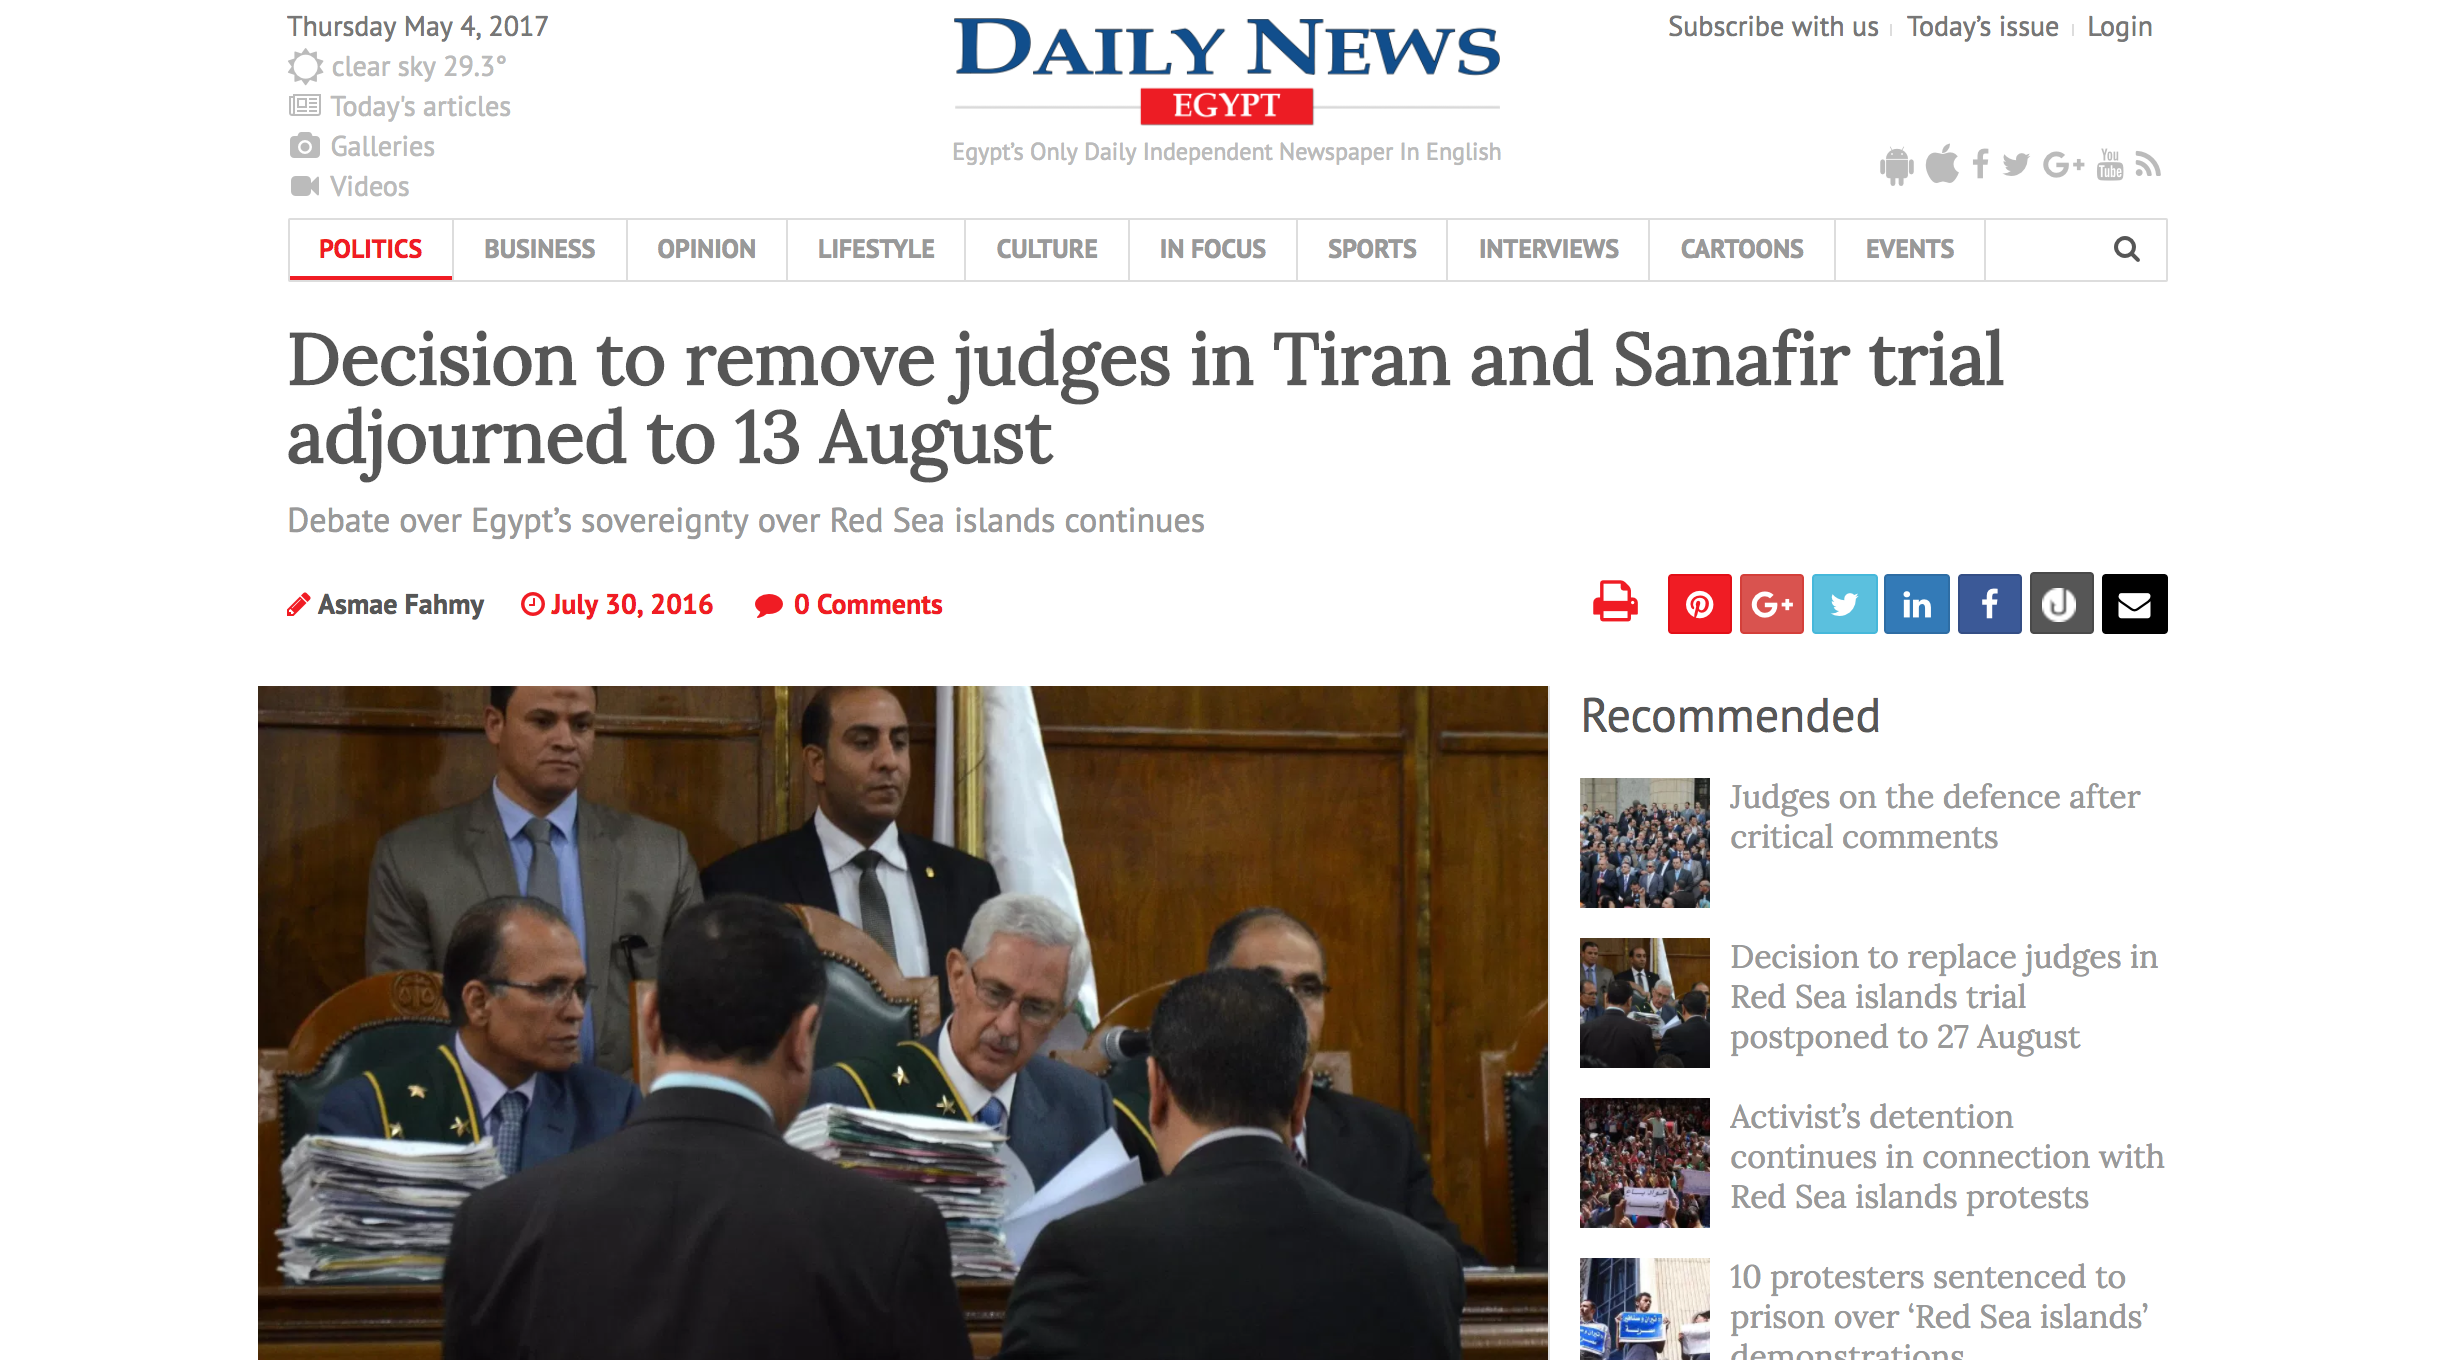 Thursday May 4, 2017
clear sky 29.3°
Today's articles
Galleries
Videos
DAILY NEWS
EGYPT
Egypt's Only Daily Independent Newspaper In English
Subscribe with us
Today's issue
Login
You
Tube
POLITICS
BUSINESS
OPINION
LIFESTYLE
CULTURE
IN FOCUS
SPORTS
INTERVIEWS
CARTOONS
EVENTS
Decision to remove judges in Tiran and Sanafir trial
adjourned to 13 August
Debate over Egypt's sovereignty over Red Sea islands continues
Asmae Fahmy
July 30, 2016
0 Comments
Recommended
Judges on the defence after
critical comments
Decision to replace judges in
Red Sea islands trial
postponed to 27 August
Activist's detention
continues in connection with
Red Sea islands protests
10 protesters sentenced to
prison over ‘Red Sea islands’
demonstrations